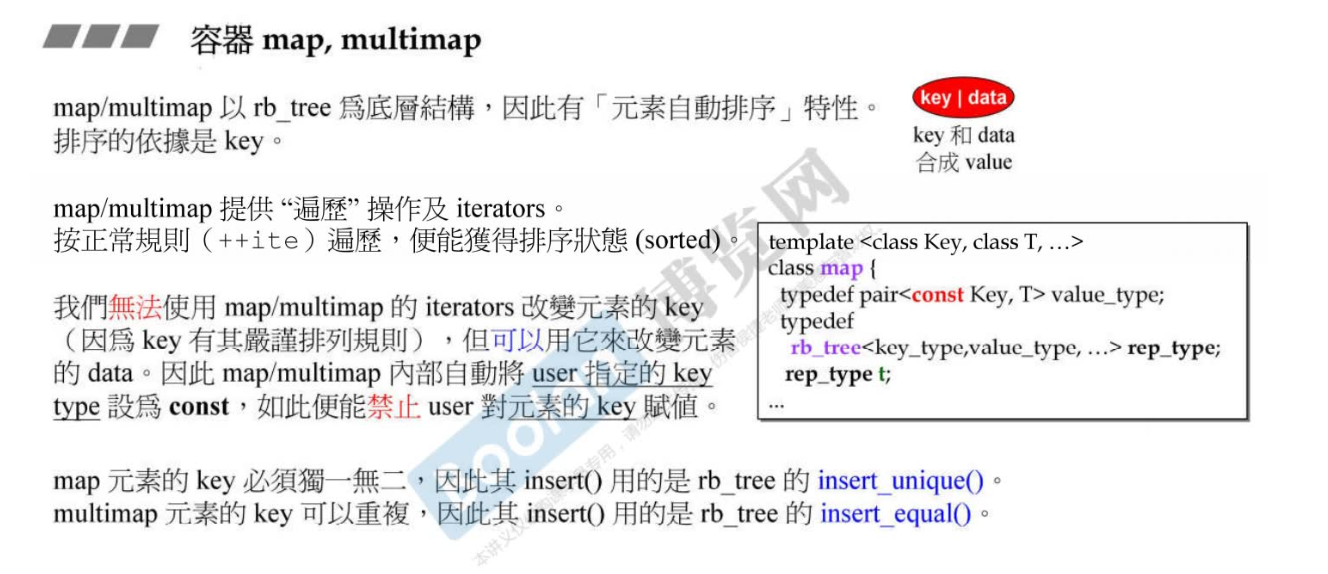 容器 map, multimap
map/multimap 以 rb_tree 爲底層結構，因此有「元素自動排序」特性。
排序的依據是 key。
key | data
key 和 data
合成 value
map/multimap 提供 “遍歷” 操作及 iterators。
按正常規則（++ite）遍歷，便能獲得排序狀態 (sorted)。
我們無法使用 map/multimap 的 iterators 改變元素的 key
（因爲 key 有其嚴謹排列規則），但可以用它來改變元素
的 data。因此 map/multimap 內部自動將 user 指定的 key
type 設爲 const，如此便能禁止 user 對元素的 key 賦值。
template <class Key, class T, …>
class map {
typedef pair<const Key, T> value_type;
typedef
rb_tree<key_type,value_type, …> rep_type;
rep_type t;
...
map 元素的 key 必須獨一無二，因此其 insert() 用的是 rb_tree 的 insert_unique()。
multimap 元素的 key 可以重複，因此其 insert() 用的是 rb_tree 的 insert_equal()。
Boolan 博览网